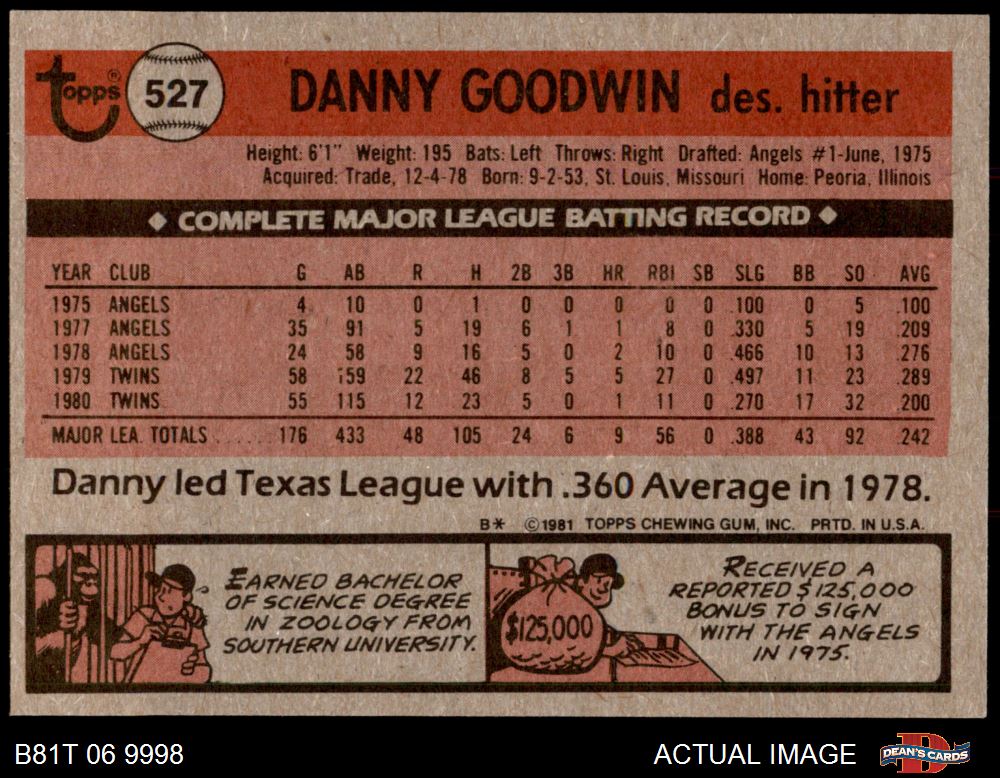 topps® 527 DANNY GOODWIN des. hitter
Height: 6'1" Weight: 195 Bats: Left Throws: Right Drafted: Angels #1-June, 1975
Acquired: Trade, 12-4-78 Born: 9-2-53, St. Louis, Missouri Home: Peoria, Illinois
◆ COMPLETE MAJOR LEAGUE BATTING RECORD ◆
YEAR CLUB G AB R H 2B 3B HR RBI SB SLG BB SO AVG
1975 ANGELS 4 10 0 1 0 0 0 0 0 .100 0 5 .100
1977 ANGELS 35 91 5 19 6 1 1 8 0 .330 5 19 .209
1978 ANGELS 24 58 9 16 5 0 2 10 0 .466 10 13 .276
1979 TWINS 58 159 22 46 8 5 5 27 0 .497 11 23 .289
1980 TWINS 55 115 12 23 5 0 1 11 0 .270 17 32 .200
MAJOR LEA. TOTALS ..... 176 433 48 105 24 6 9 56 0 .388 43 92 .242
Danny led Texas League with .360 Average in 1978.
B* ©1981 TOPPS CHEWING GUM, INC. PRTD. IN U.S.A.
EARNED BACHELOR
OF SCIENCE DEGREE
IN ZOOLOGY FROM
SOUTHERN UNIVERSITY.
$125,000
RECEIVED A
REPORTED $125,000
BONUS TO SIGN
WITH THE ANGELS
IN 1975.
B81T 06 9998 ACTUAL IMAGE DEAN'S CARDS